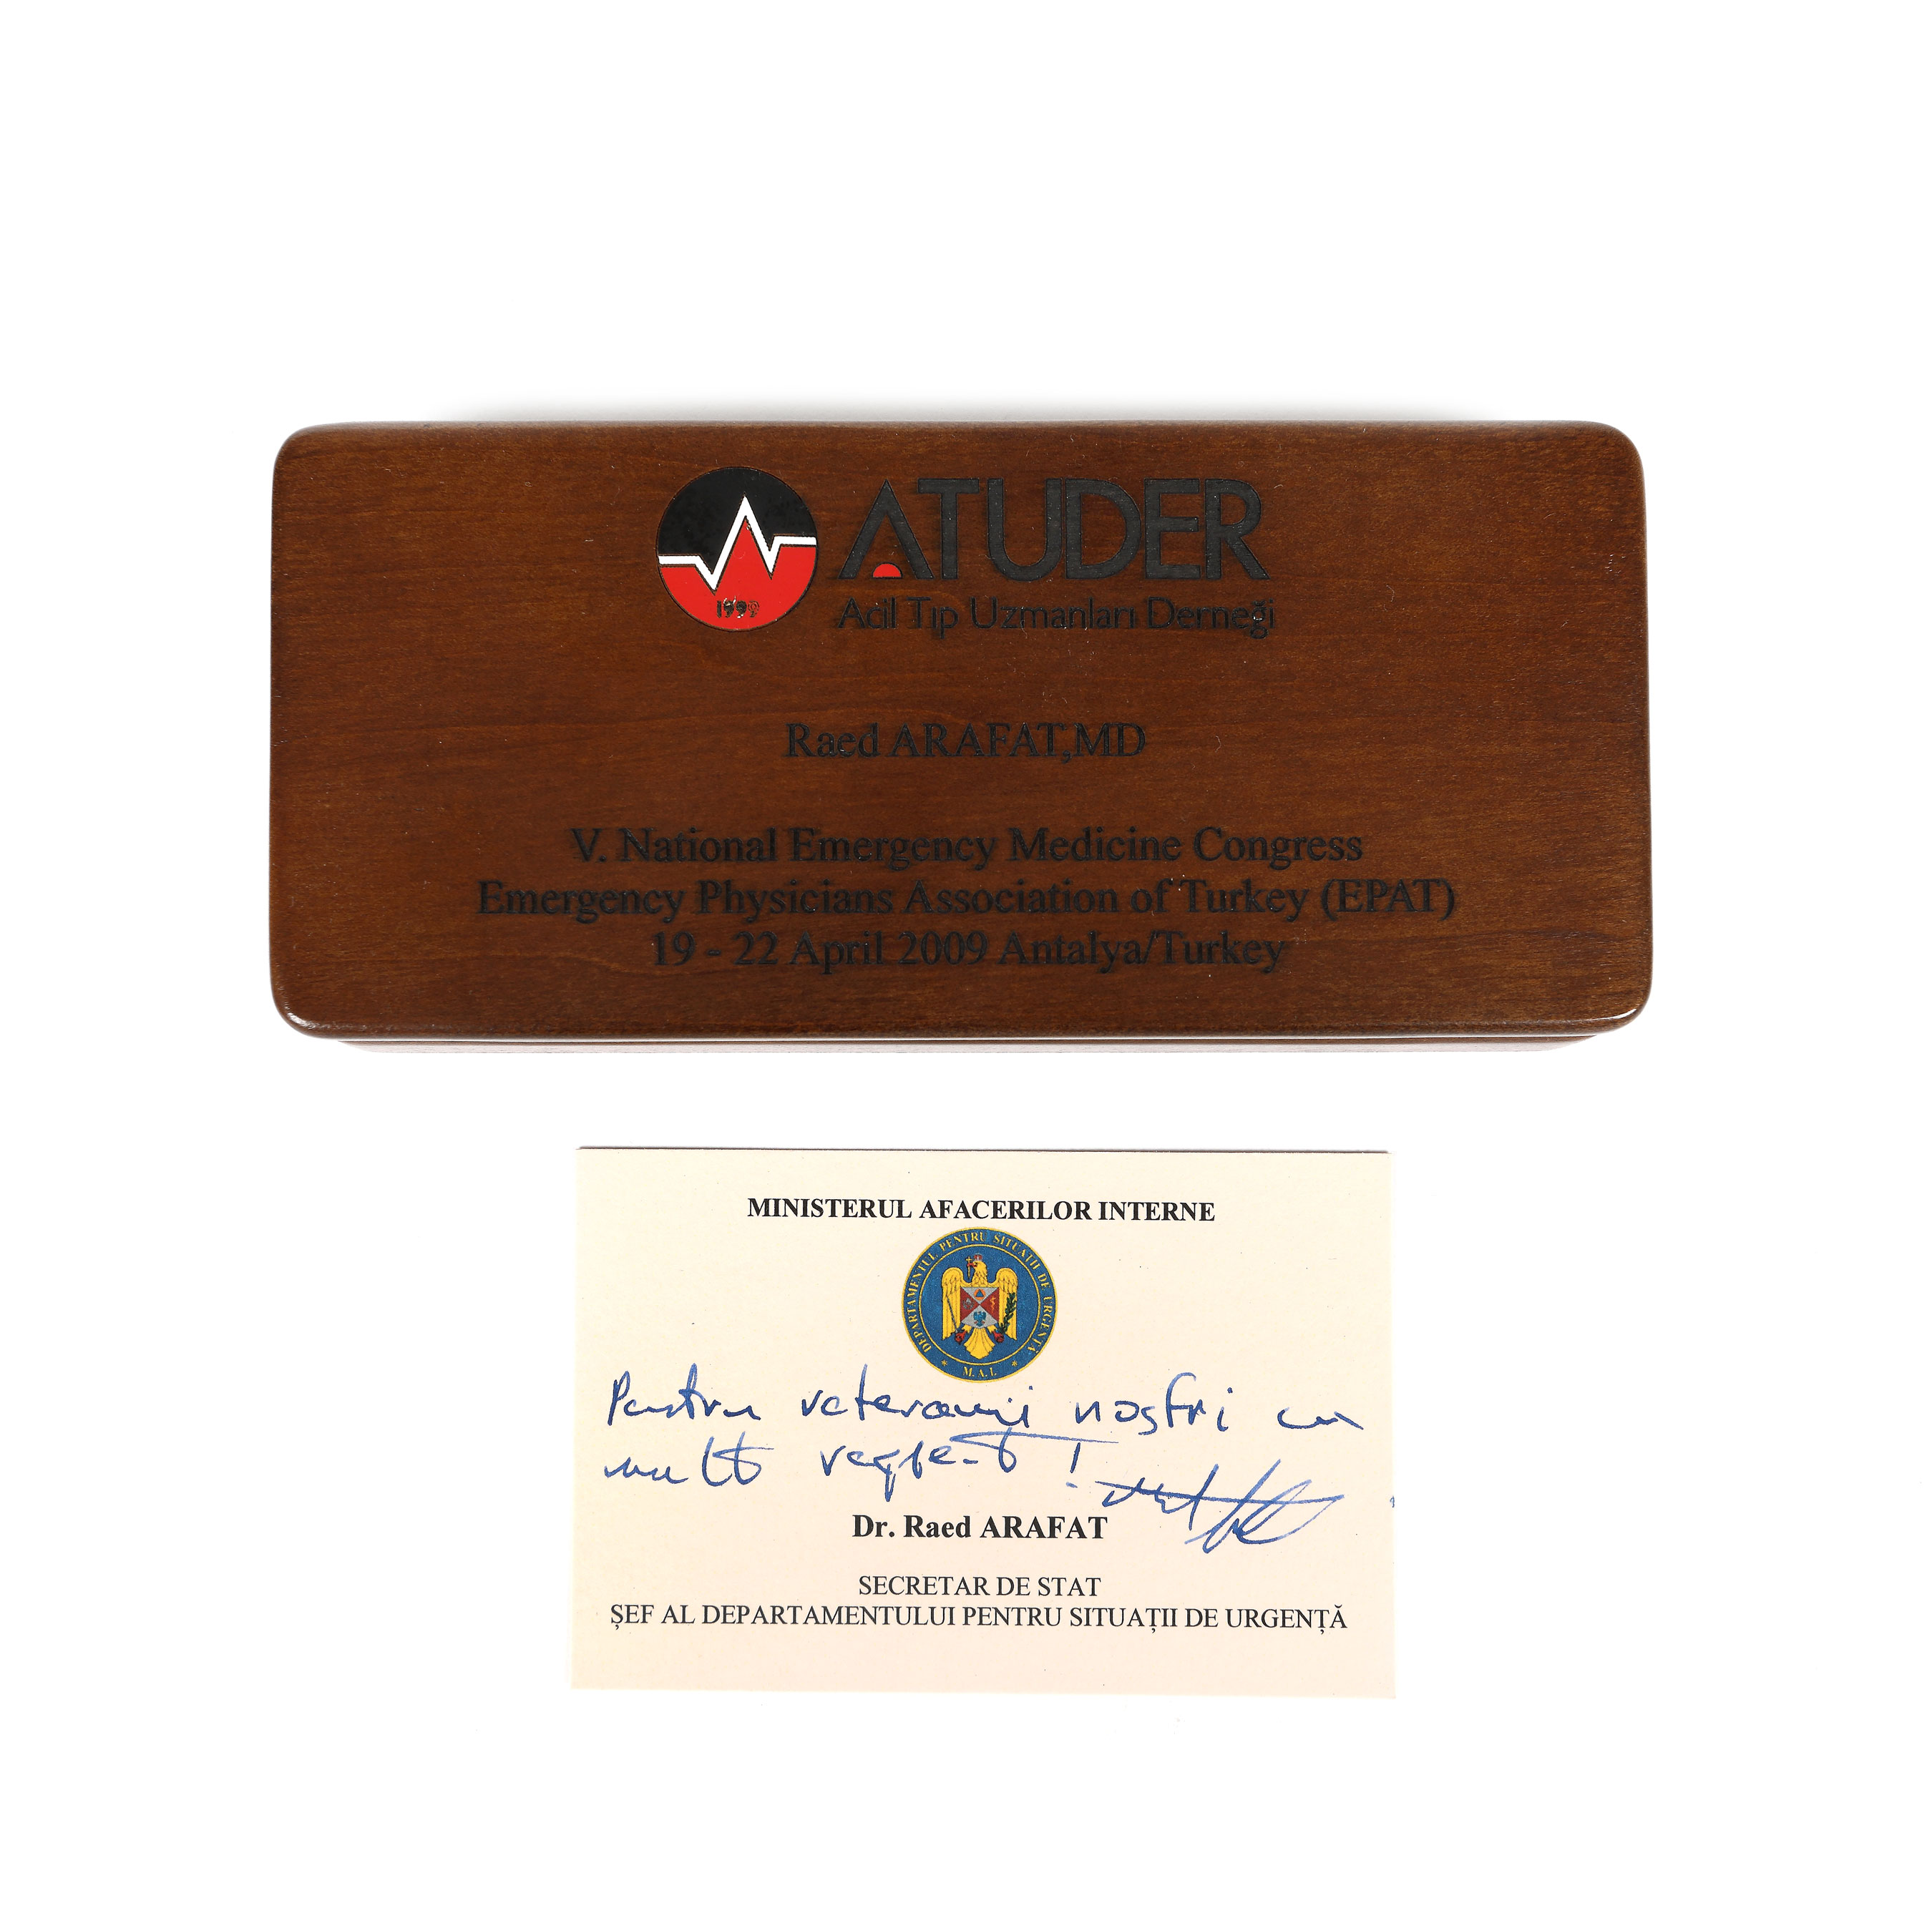 ATUDER
Acil Tıp Uzmanları Derneği
1999
Raed ARAFAT,MD
V. National Emergency Medicine Congress
Emergency Physicians Association of Turkey (EPAT)
19 - 22 April 2009 Antalya/Turkey
MINISTERUL AFACERILOR INTERNE
DEPARTAMENTUL PENTRU SITUAȚII DE URGENȚĂ
* M.A.I. *
Pentru veteranii noștri cu
mult respect !
Dr. Raed ARAFAT
SECRETAR DE STAT
ȘEF AL DEPARTAMENTULUI PENTRU SITUAȚII DE URGENȚĂ